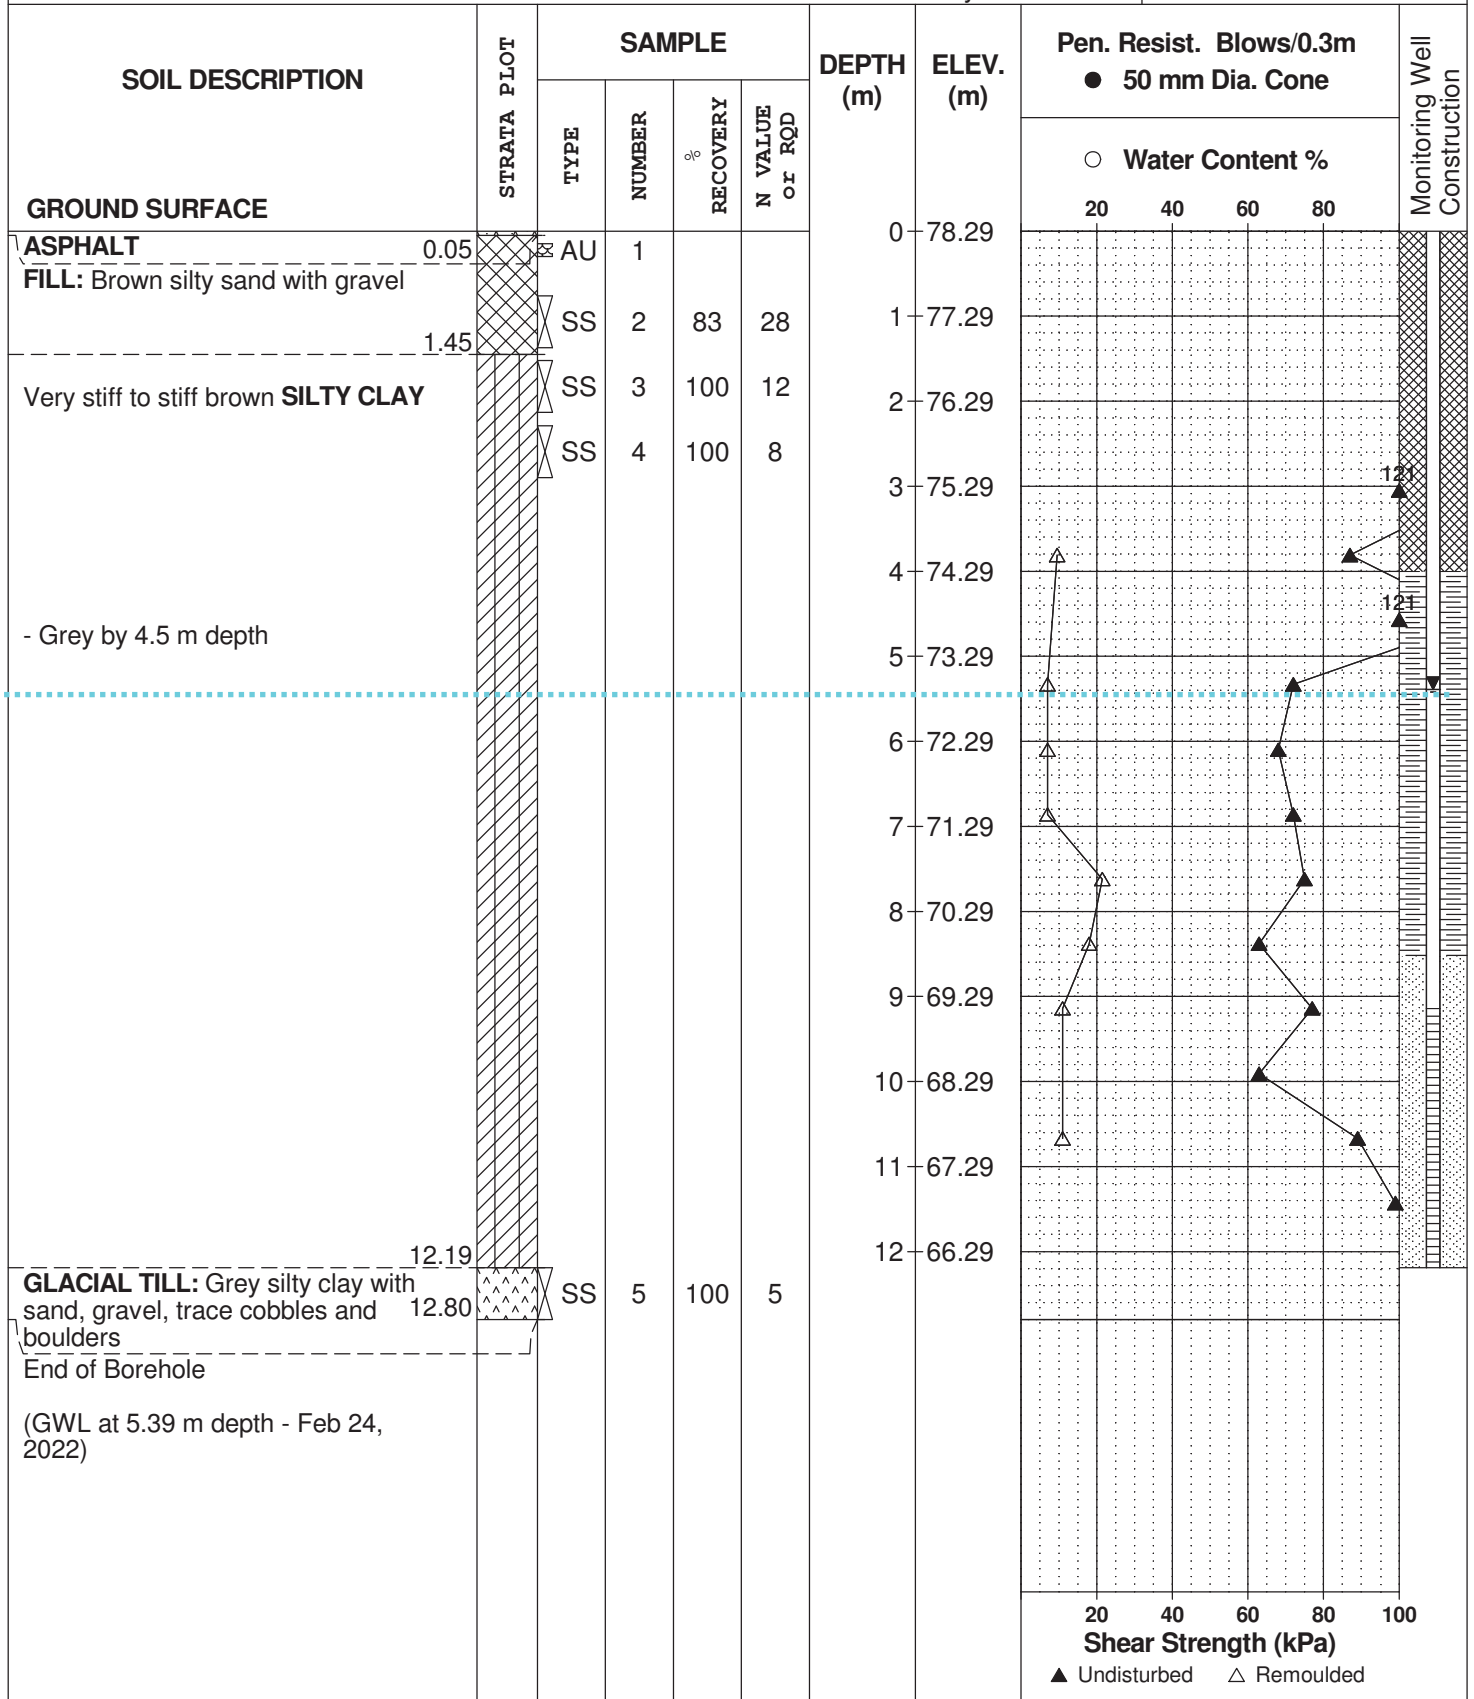 SOIL DESCRIPTION
GROUND SURFACE
STRATA PLOT
SAMPLE
TYPE
NUMBER
% RECOVERY
N VALUE or RQD
DEPTH (m)
ELEV. (m)
Pen. Resist. Blows/0.3m
● 50 mm Dia. Cone
○ Water Content %
20 40 60 80
Monitoring Well Construction
0 78.29
ASPHALT 0.05 AU 1
FILL: Brown silty sand with gravel
SS 2 83 28
1 77.29
1.45
SS 3 100 12
Very stiff to stiff brown SILTY CLAY
2 76.29
SS 4 100 8
121
3 75.29
4 74.29
121
- Grey by 4.5 m depth
5 73.29
6 72.29
7 71.29
8 70.29
9 69.29
10 68.29
11 67.29
12 66.29
12.19
GLACIAL TILL: Grey silty clay with
sand, gravel, trace cobbles and 12.80
boulders
SS 5 100 5
End of Borehole
(GWL at 5.39 m depth - Feb 24,
2022)
20 40 60 80 100
Shear Strength (kPa)
▲ Undisturbed △ Remoulded